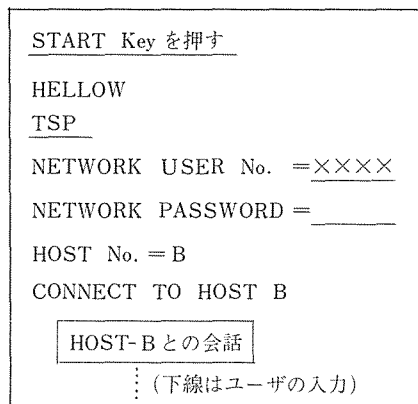 START Key を押す
HELLOW
TSP
NETWORK USER No. =××××
NETWORK PASSWORD =
HOST No. = B
CONNECT TO HOST B
HOST-Bとの会話
(下線はユーザの入力)